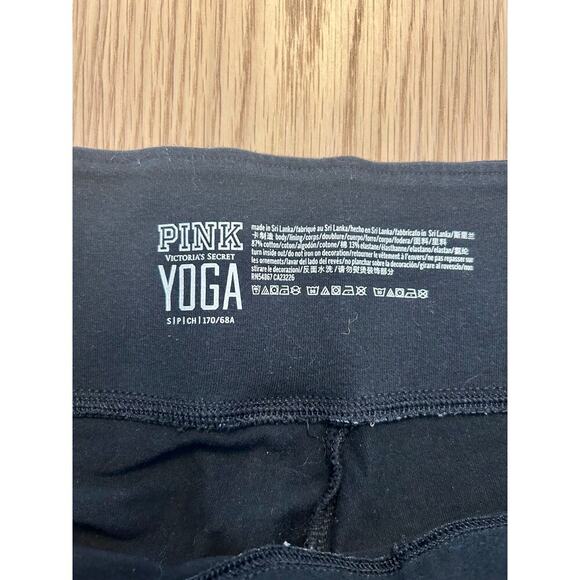 PINK
VICTORIA'S SECRET
YOGA
S|P|CH|170/68A
made in Sri Lanka/fabriqué au Sri Lanka/hecho en Sri Lanka/fabbricato in Sri Lanka/斯里兰
卡制造 body/lining/corps/doublure/cuerpo/forro/corpo/fodera/面料/里料
87% cotton/coton/algodón/cotone/棉 13% elastane/élasthanne/elastano/elastan/氨纶
turn inside out/do not iron on decoration/retourner le vêtement à l'envers/ne pas repasser sur
les ornements/lavar del lado del revés/no planchar sobre la decoración/girare al rovescio/non
stirare le decorazioni/反面水洗/请勿熨烫装饰部分
RN54867 CA23226